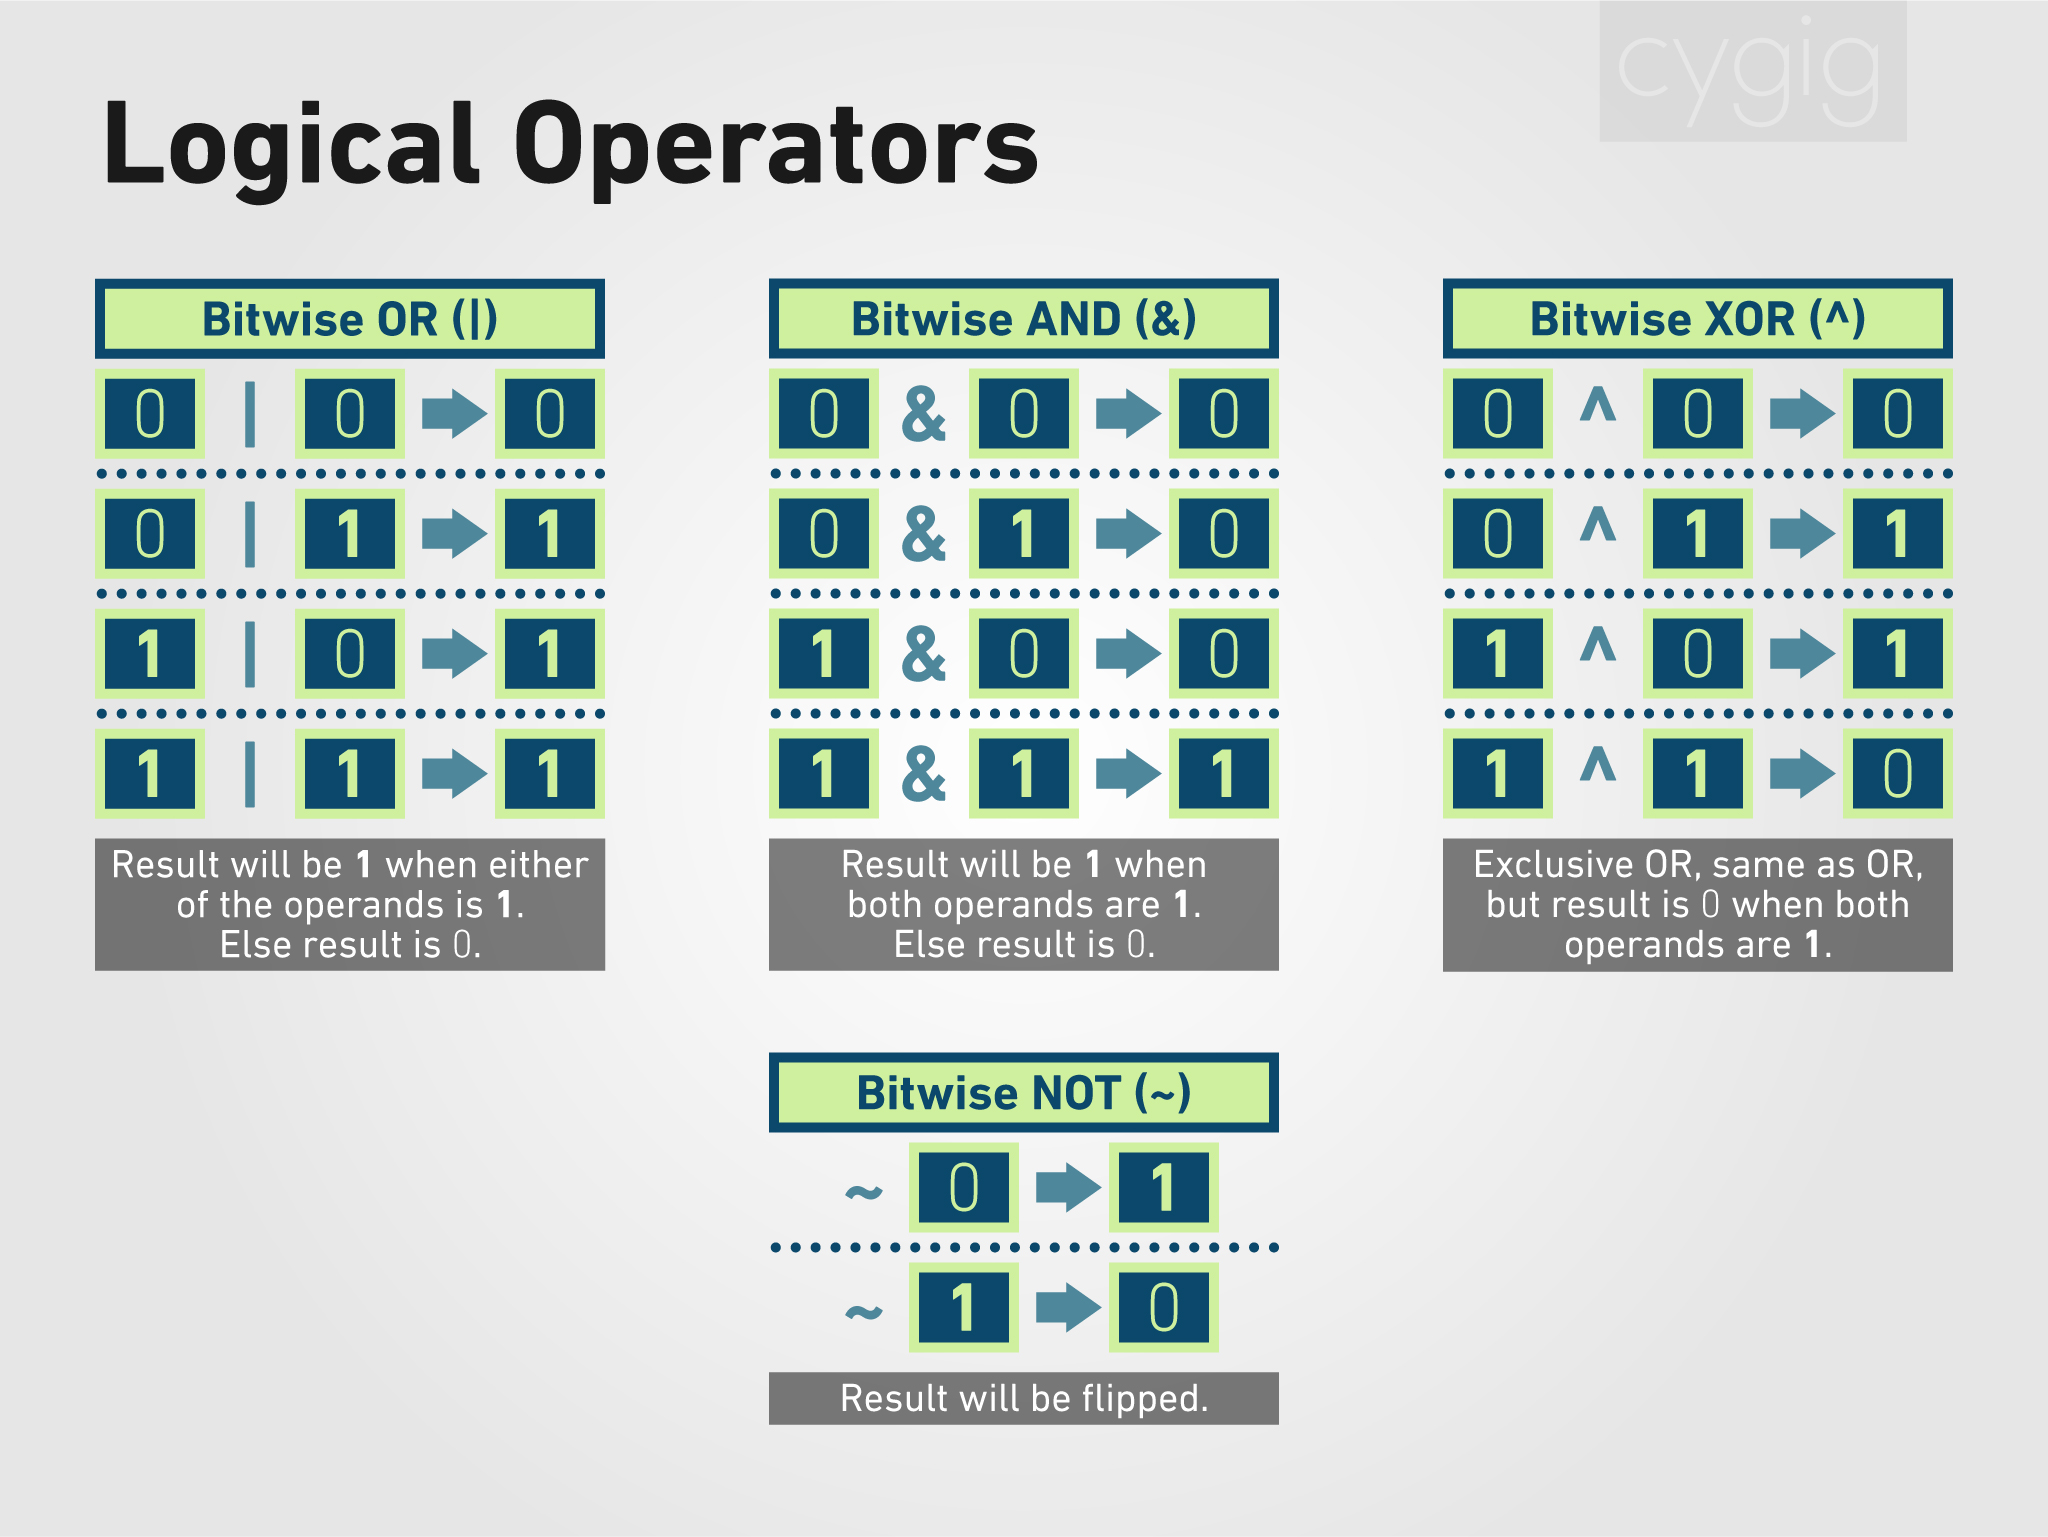 cygig
Logical Operators
Bitwise OR (|)
0 | 0 0
0 | 1 1
1 | 0 1
1 | 1 1
Result will be 1 when either
of the operands is 1.
Else result is 0.
Bitwise AND (&)
0 & 0 0
0 & 1 0
1 & 0 0
1 & 1 1
Result will be 1 when
both operands are 1.
Else result is 0.
Bitwise XOR (^)
0 ^ 0 0
0 ^ 1 1
1 ^ 0 1
1 ^ 1 0
Exclusive OR, same as OR,
but result is 0 when both
operands are 1.
Bitwise NOT (~)
~ 0 1
~ 1 0
Result will be flipped.